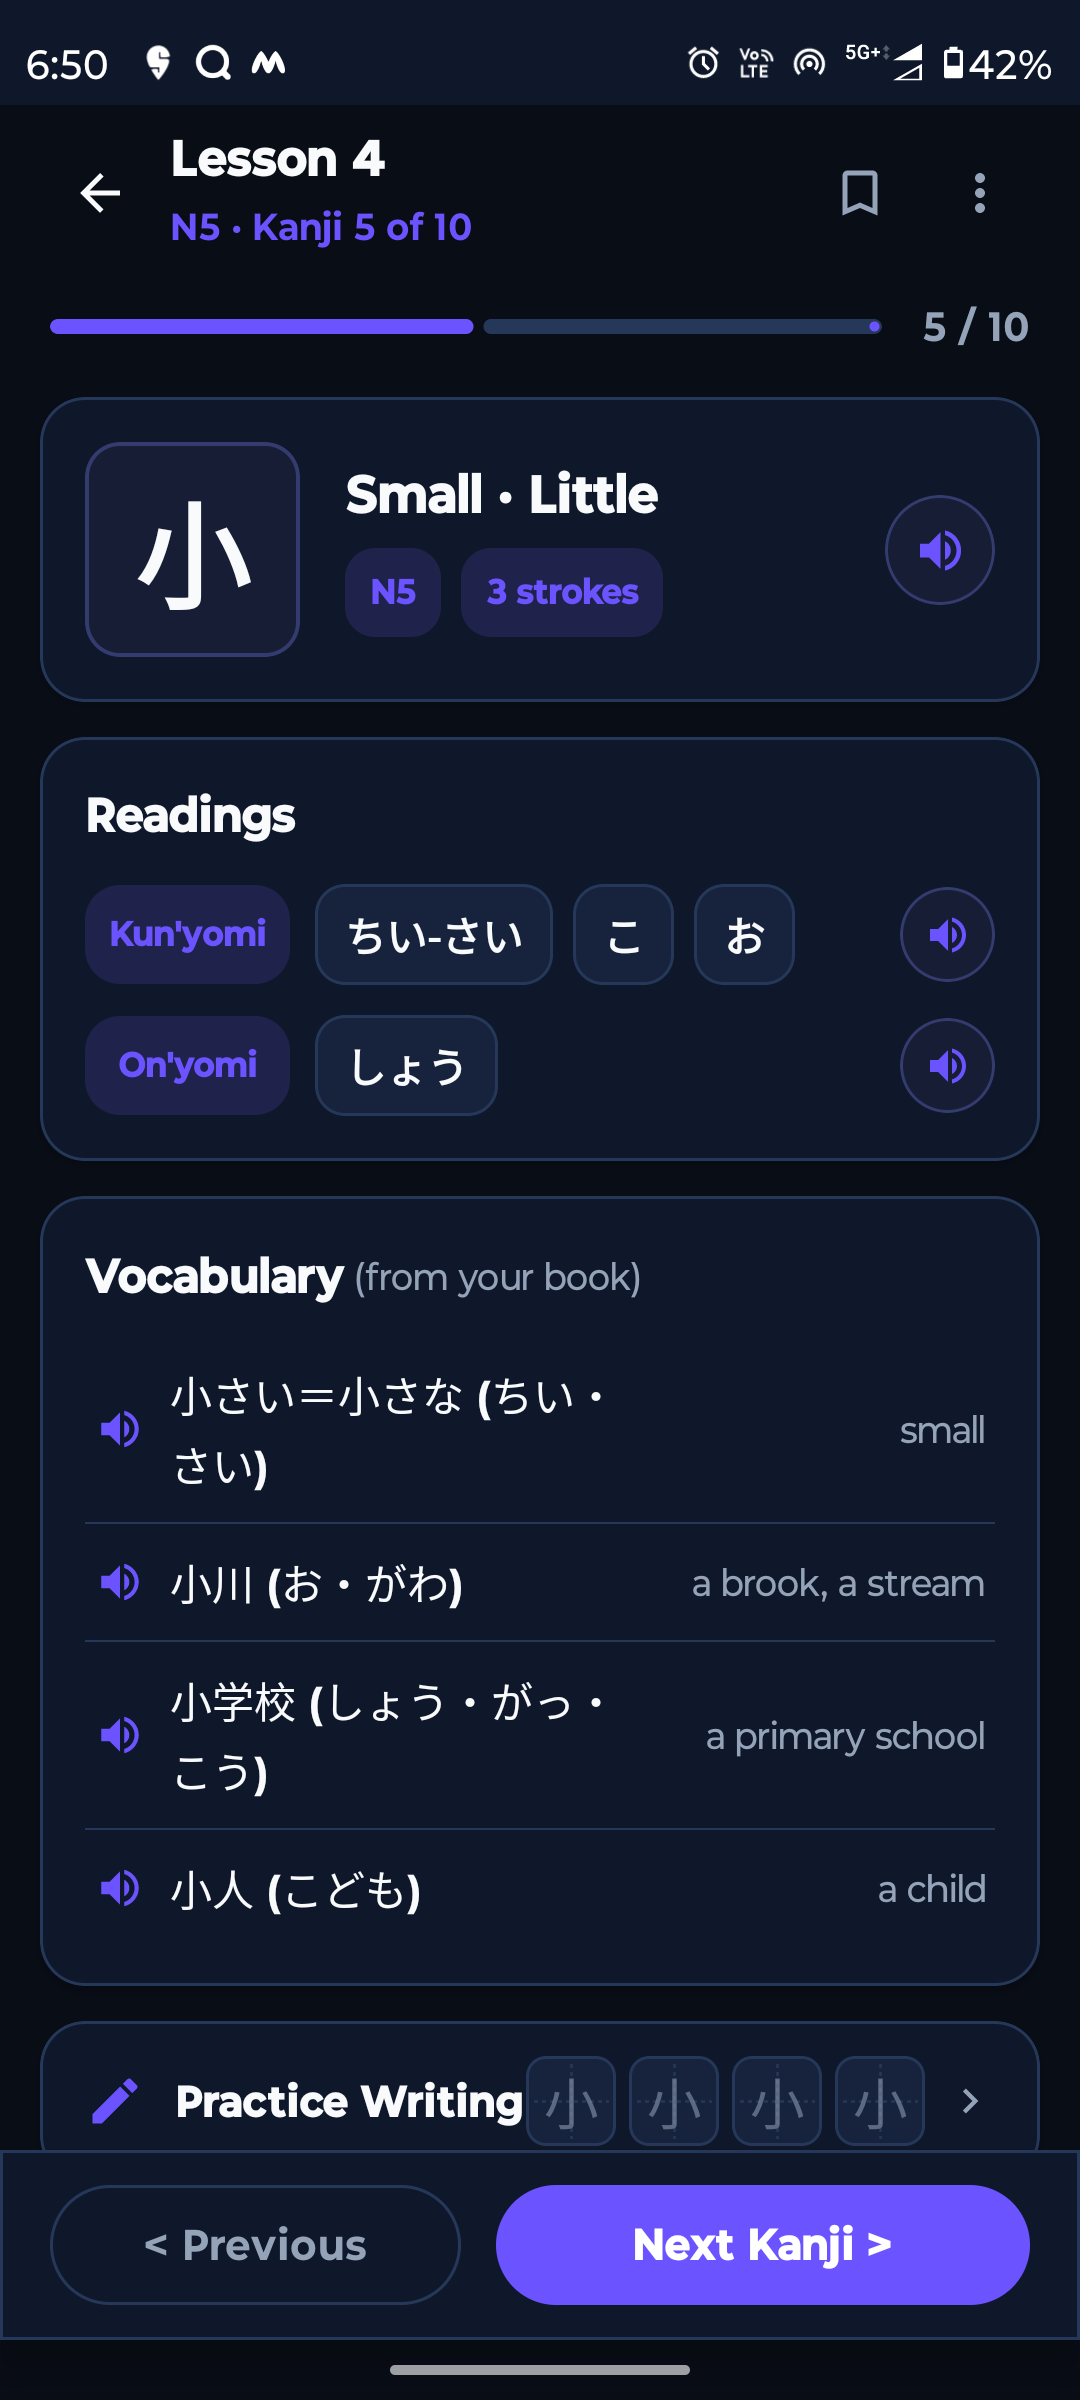 6:50
Vo LTE 5G+ 42%
Lesson 4
N5 · Kanji 5 of 10
5 / 10
小
Small · Little
N5 3 strokes
Readings
Kun'yomi ちい-さい こ お
On'yomi しょう
Vocabulary (from your book)
小さい＝小さな (ちい・
さい)
small
小川 (お・がわ) a brook, a stream
小学校 (しょう・がっ・
こう)
a primary school
小人 (こども) a child
Practice Writing 小 小 小 小
< Previous Next Kanji >